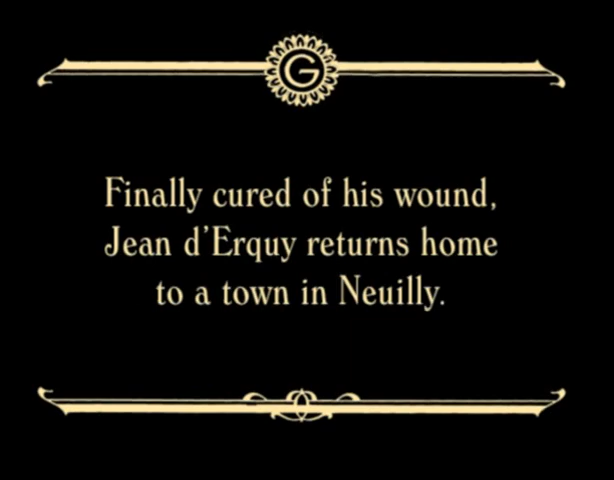 G
Finally cured of his wound,
Jean d'Erquy returns home
to a town in Neuilly.